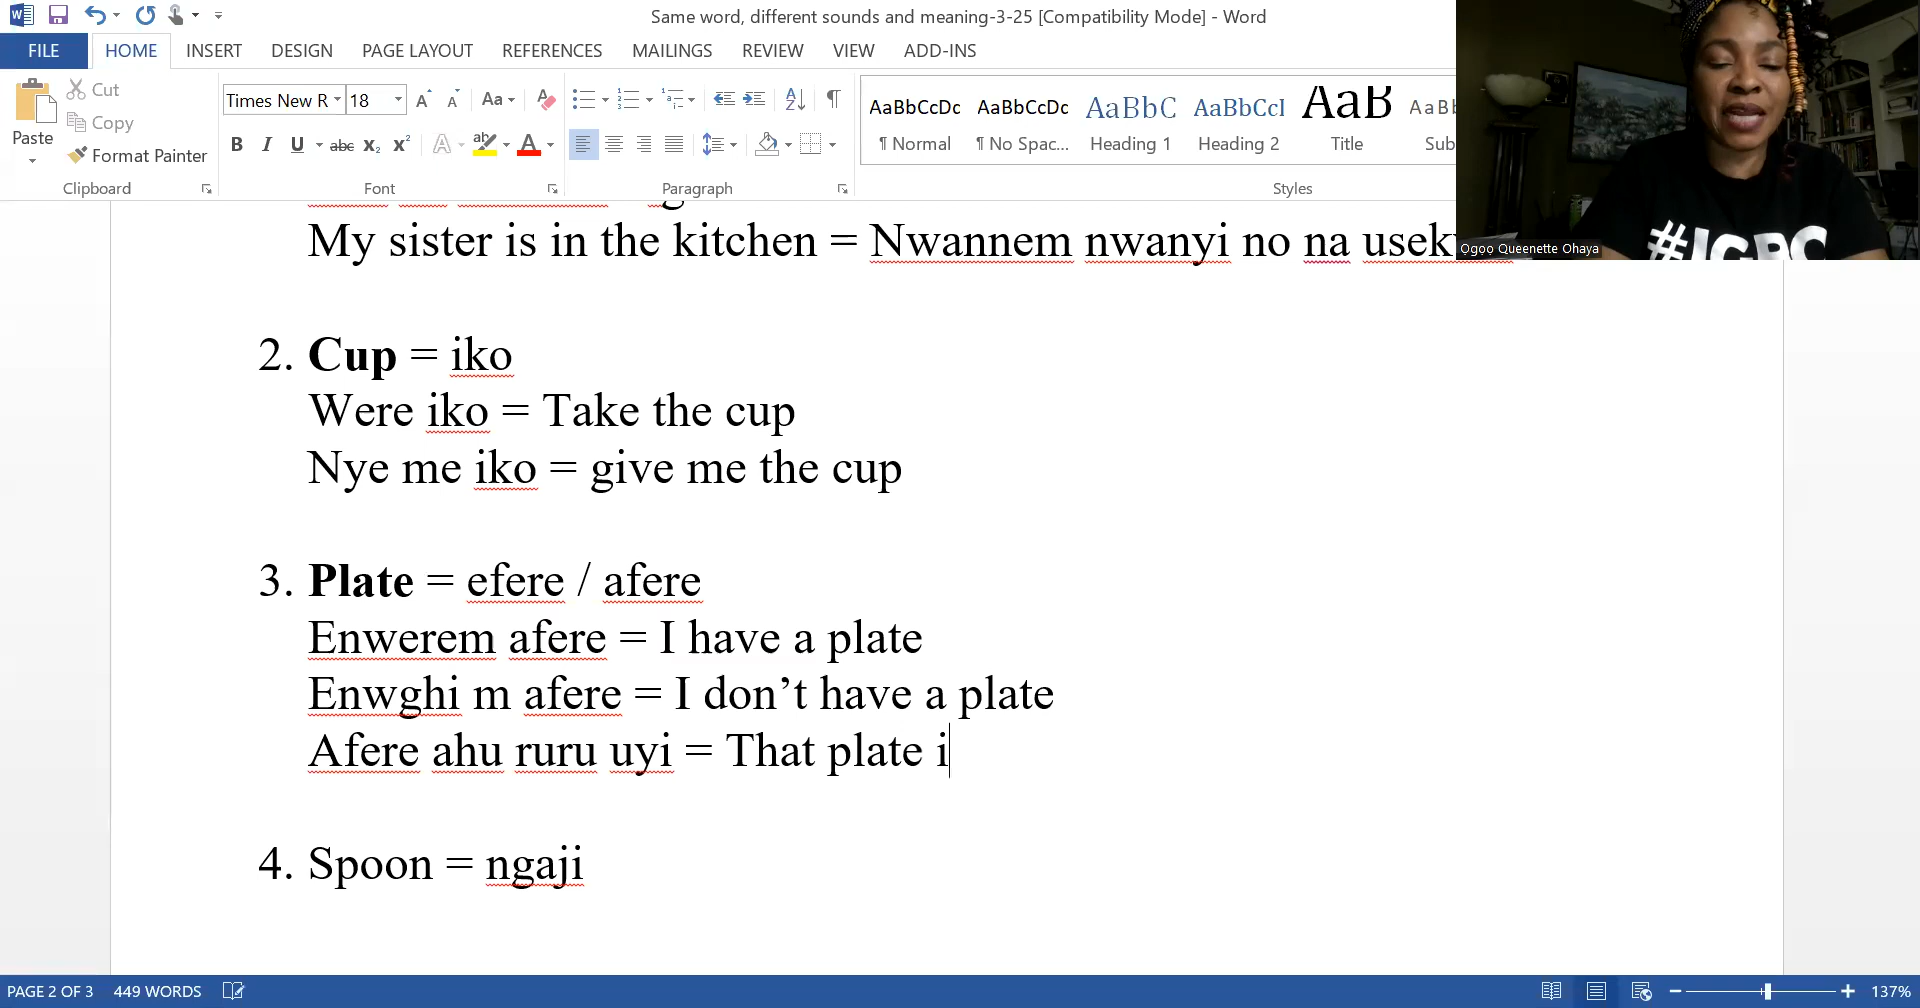 Same word, different sounds and meaning-3-25 [Compatibility Mode] - Word
FILE HOME INSERT DESIGN PAGE LAYOUT REFERENCES MAILINGS REVIEW VIEW ADD-INS
Paste
Cut
Copy
Format Painter
Times New R 18
AaBbCcDc AaBbCcDc AaBbC AaBbCcI AaB AaBb
¶ Normal ¶ No Spac... Heading 1 Heading 2 Title Sub
Clipboard Font Paragraph Styles
#IGBC
Ọgọọ Queenette Ohaya
My sister is in the kitchen = Nwannem nwanyi no na usek
2. Cup = iko
Were iko = Take the cup
Nye me iko = give me the cup
3. Plate = efere / afere
Enwerem afere = I have a plate
Enwghi m afere = I don’t have a plate
Afere ahu ruru uyi = That plate i
4. Spoon = ngaji
PAGE 2 OF 3 449 WORDS 137%